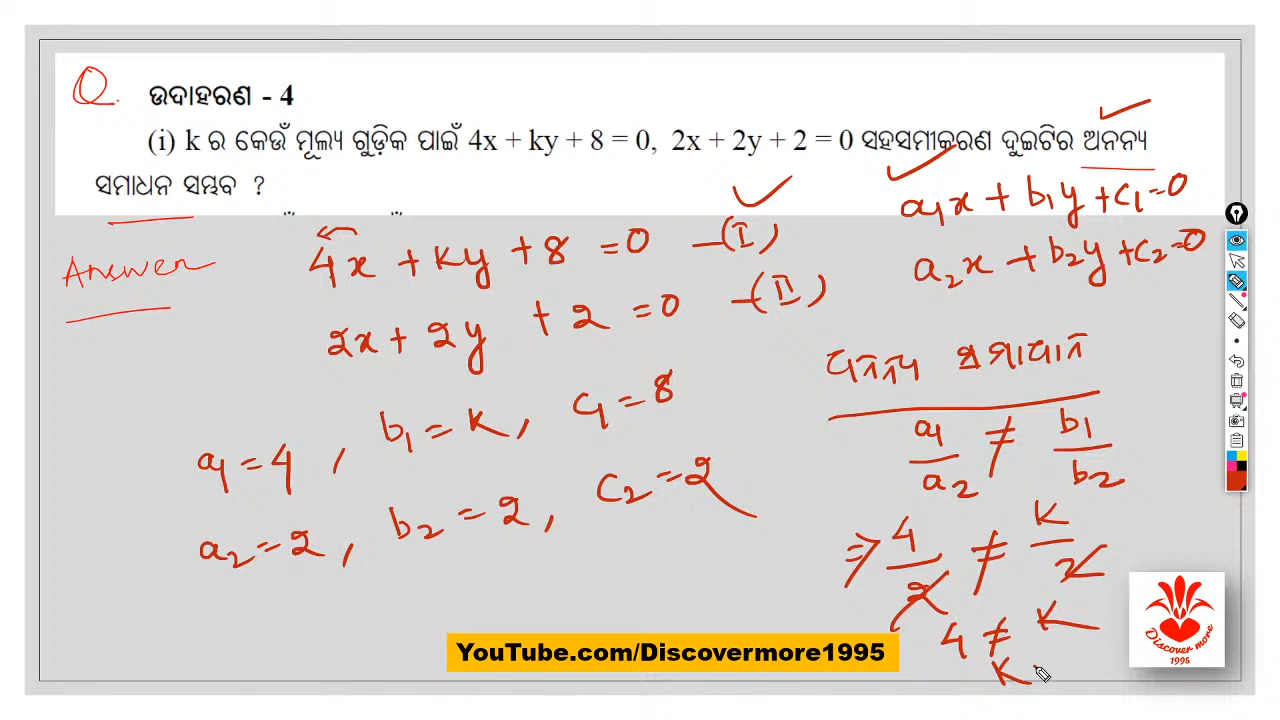 Q. ଉଦାହରଣ - 4
(i) k ର କେଉଁ ମୂଲ୍ୟ ଗୁଡ଼ିକ ପାଇଁ 4x + ky + 8 = 0, 2x + 2y + 2 = 0 ସହସମୀକରଣ ଦୁଇଟିର ଅନନ୍ୟ
ସମାଧନ ସମ୍ଭବ ?
Answer
4x + ky + 8 = 0 —(I)
2x + 2y + 2 = 0 —(II)
a1 = 4, b1 = K, C1 = 8
a2 = 2, b2 = 2, C2 = 2
a1x + b1y + C1 = 0
a2x + b2y + C2 = 0
ଅନନ୍ୟ ସମାଧାନ
a1/a2 ≠ b1/b2
⇒ 4/2 ≠ K/2
4 ≠ K
K
YouTube.com/Discovermore1995
Discover more
1995